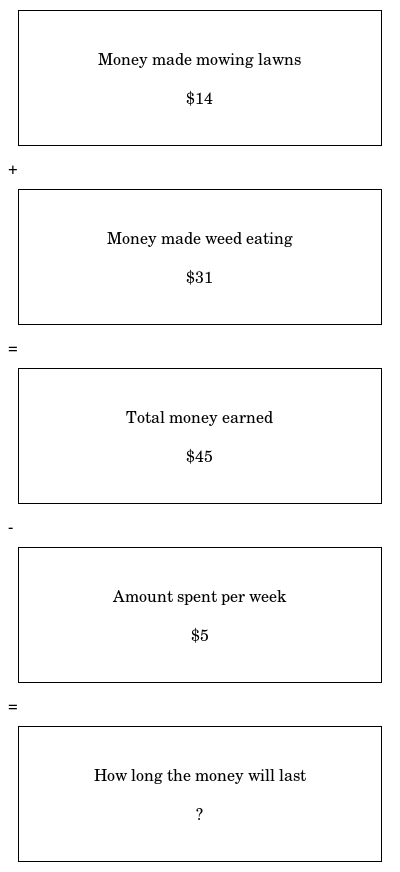 Money made mowing lawns
$14
+
Money made weed eating
$31
=
Total money earned
$45
-
Amount spent per week
$5
=
How long the money will last
?